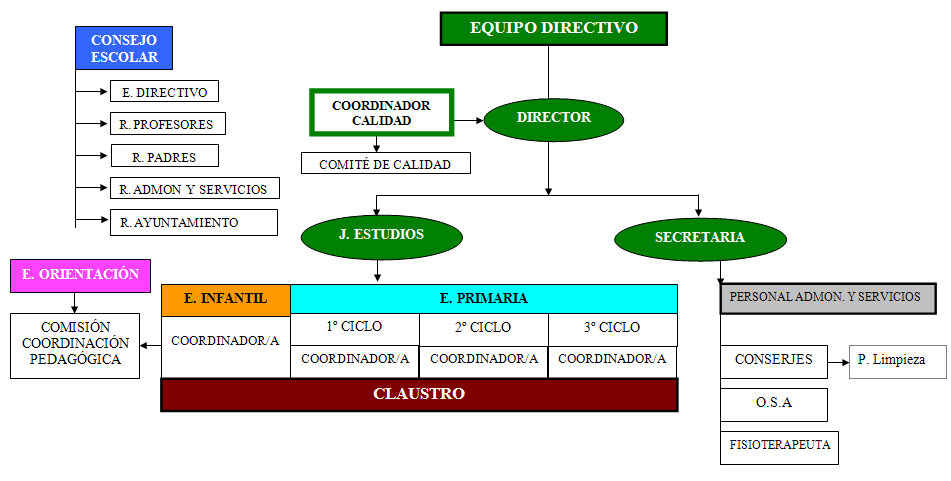 EQUIPO DIRECTIVO
CONSEJO
ESCOLAR
E. DIRECTIVO
R. PROFESORES
R. PADRES
R. ADMON Y SERVICIOS
R. AYUNTAMIENTO
COORDINADOR
CALIDAD
DIRECTOR
COMITÉ DE CALIDAD
J. ESTUDIOS
SECRETARIA
E. ORIENTACIÓN
COMISIÓN
COORDINACIÓN
PEDAGÓGICA
E. INFANTIL
COORDINADOR/A
E. PRIMARIA
1º CICLO
2º CICLO
3º CICLO
COORDINADOR/A
COORDINADOR/A
COORDINADOR/A
CLAUSTRO
PERSONAL ADMON. Y SERVICIOS
CONSERJES
P. Limpieza
O.S.A
FISIOTERAPEUTA